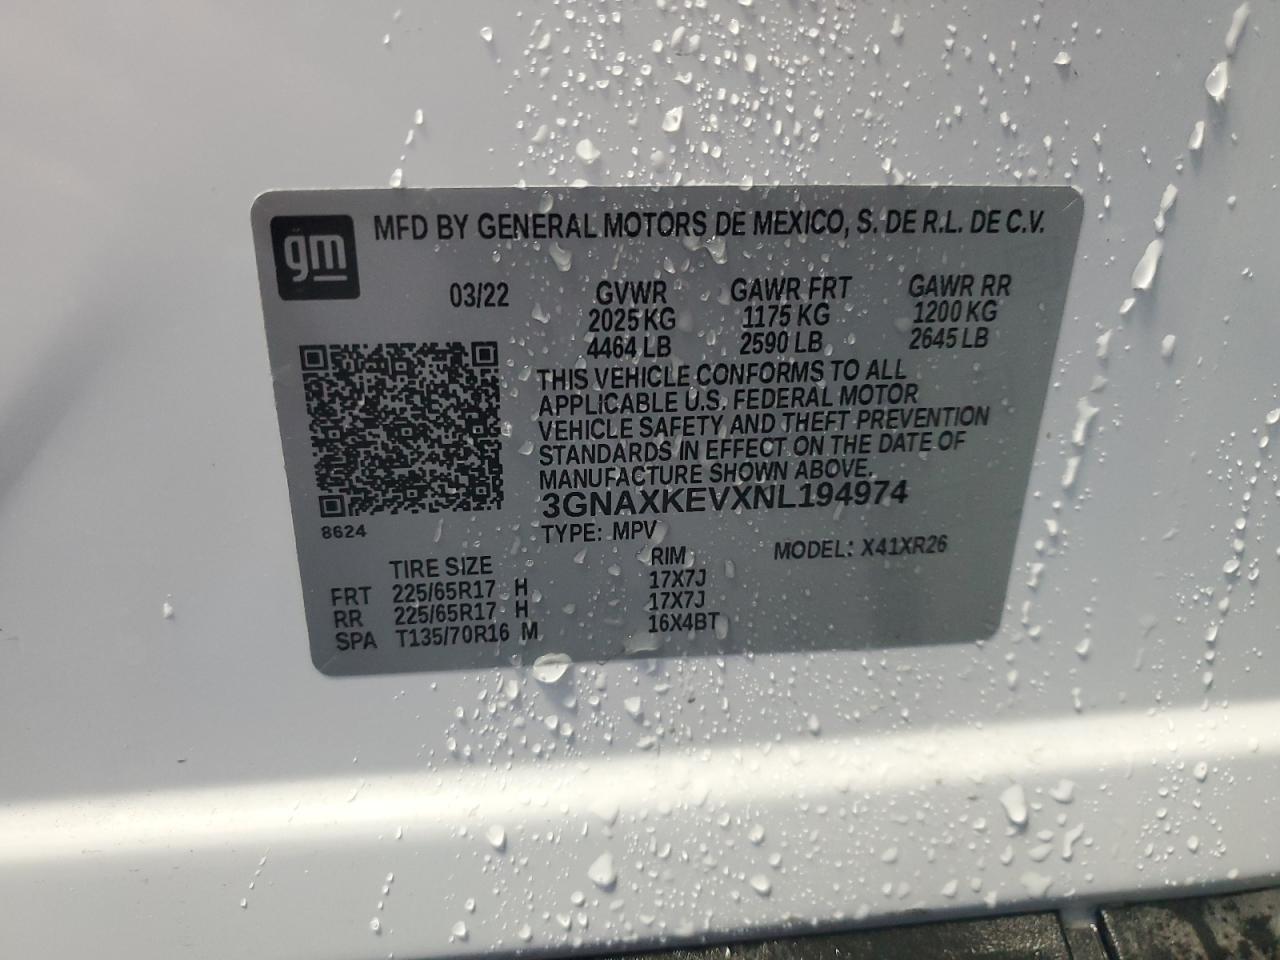 gm MFD BY GENERAL MOTORS DE MEXICO, S. DE R.L. DE C.V.
03/22 GVWR GAWR FRT GAWR RR
2025 KG 1175 KG 1200 KG
4464 LB 2590 LB 2645 LB
THIS VEHICLE CONFORMS TO ALL
APPLICABLE U.S. FEDERAL MOTOR
VEHICLE SAFETY AND THEFT PREVENTION
STANDARDS IN EFFECT ON THE DATE OF
MANUFACTURE SHOWN ABOVE.
3GNAXKEVXNL194974
8624
TYPE: MPV MODEL: X41XR26
TIRE SIZE RIM
FRT 225/65R17 H 17X7J
RR 225/65R17 H 17X7J
SPA T135/70R16 M 16X4BT